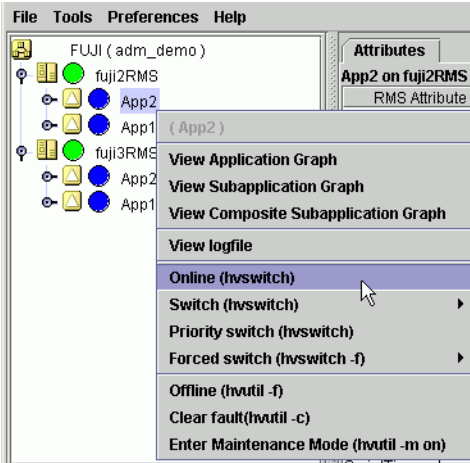 File Tools Preferences Help
FUJI ( adm_demo )
fuji2RMS
App2
App1
fuji3RMS
App2
App1
Attributes
App2 on fuji2RMS
RMS Attribute
( App2 )
View Application Graph
View Subapplication Graph
View Composite Subapplication Graph
View logfile
Online (hvswitch)
Switch (hvswitch)
Priority switch (hvswitch)
Forced switch (hvswitch -f)
Offline (hvutil -f)
Clear fault(hvutil -c)
Enter Maintenance Mode (hvutil -m on)